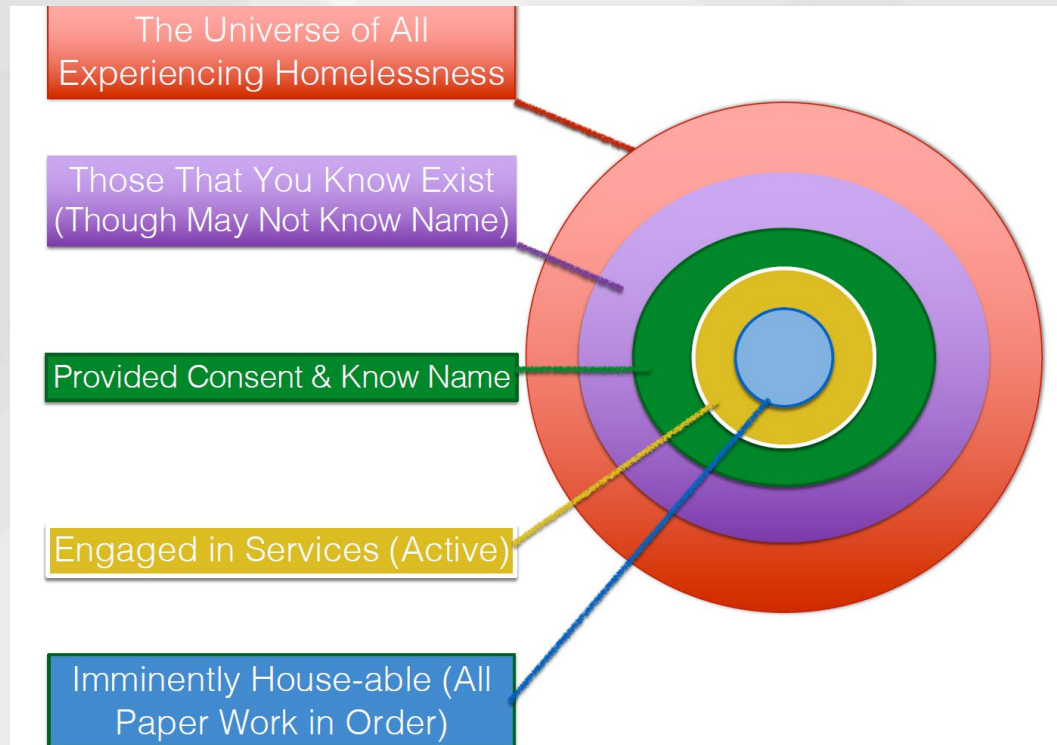 The Universe of All
Experiencing Homelessness
Those That You Know Exist
(Though May Not Know Name)
Provided Consent & Know Name
Engaged in Services (Active)
Imminently House-able (All
Paper Work in Order)